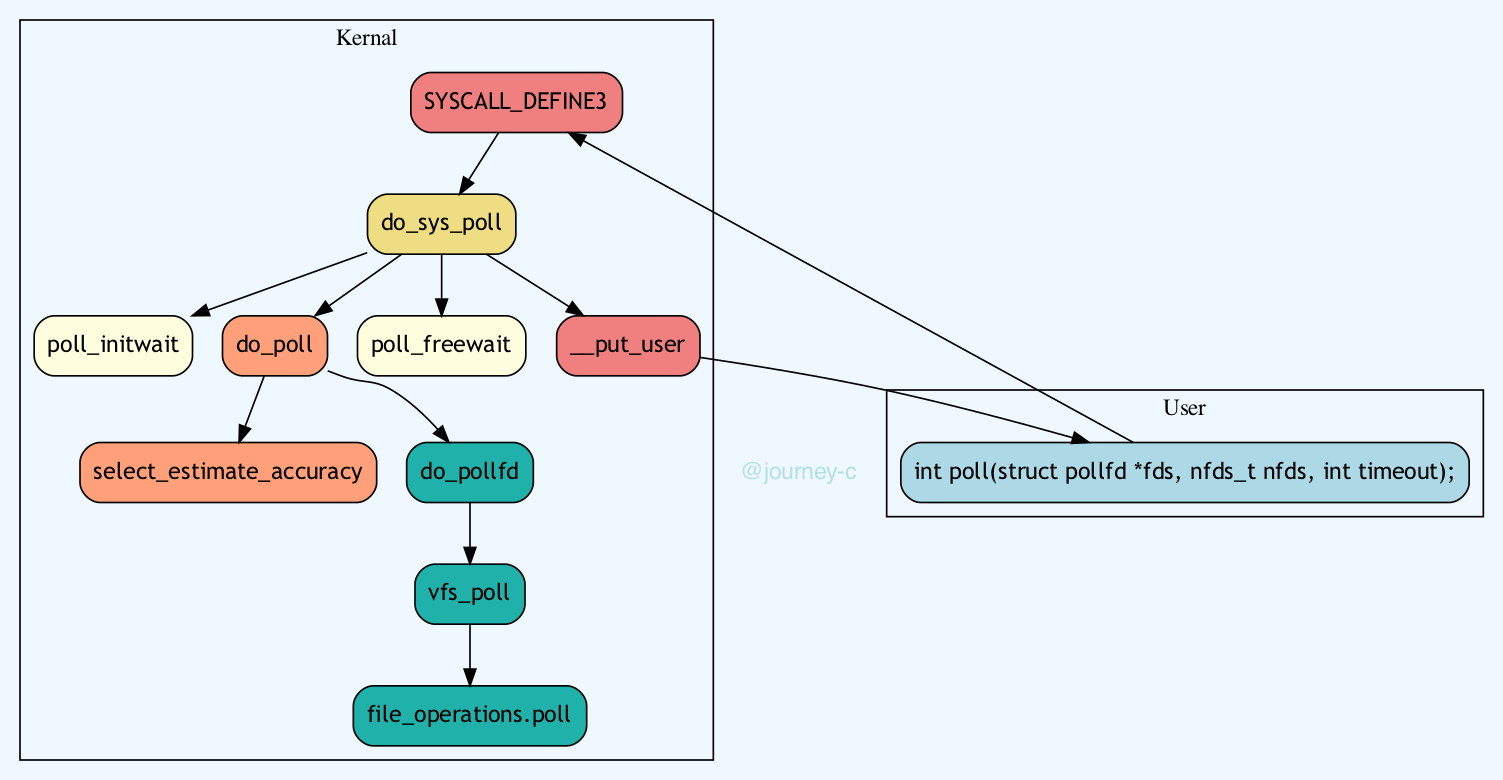 Kernal
SYSCALL_DEFINE3
do_sys_poll
poll_initwait
do_poll
poll_freewait
__put_user
User
select_estimate_accuracy
do_pollfd
@journey-c
int poll(struct pollfd *fds, nfds_t nfds, int timeout);
vfs_poll
file_operations.poll